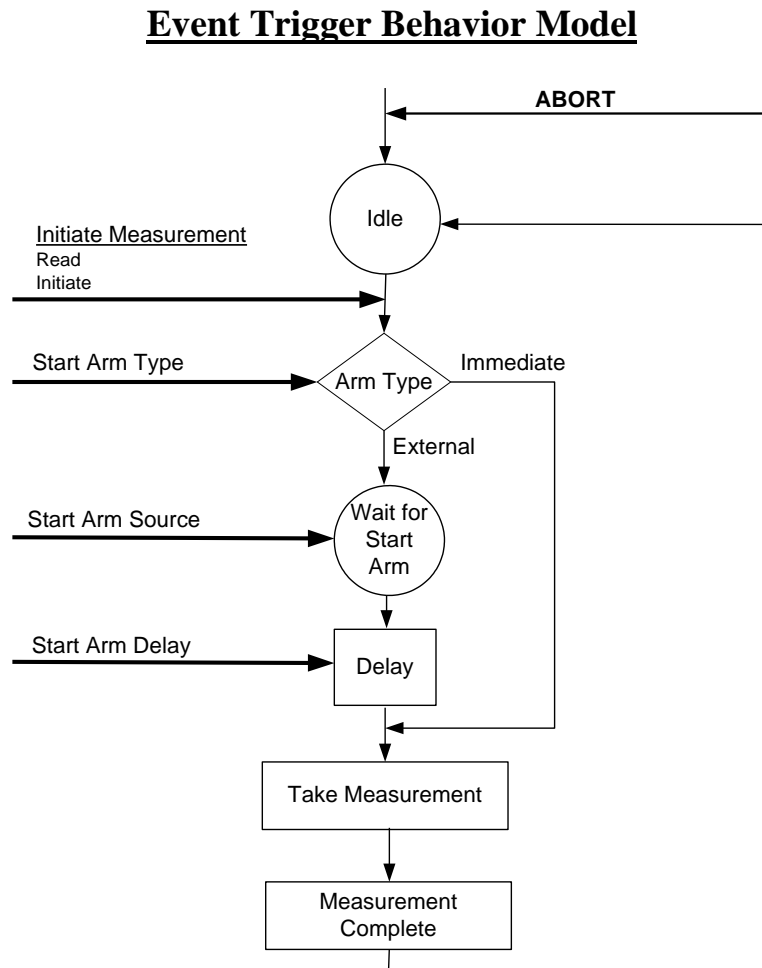 Event Trigger Behavior Model
ABORT
Idle
Initiate Measurement
Read
Initiate
Start Arm Type
Arm Type
Immediate
External
Start Arm Source
Wait for
Start
Arm
Start Arm Delay
Delay
Take Measurement
Measurement
Complete